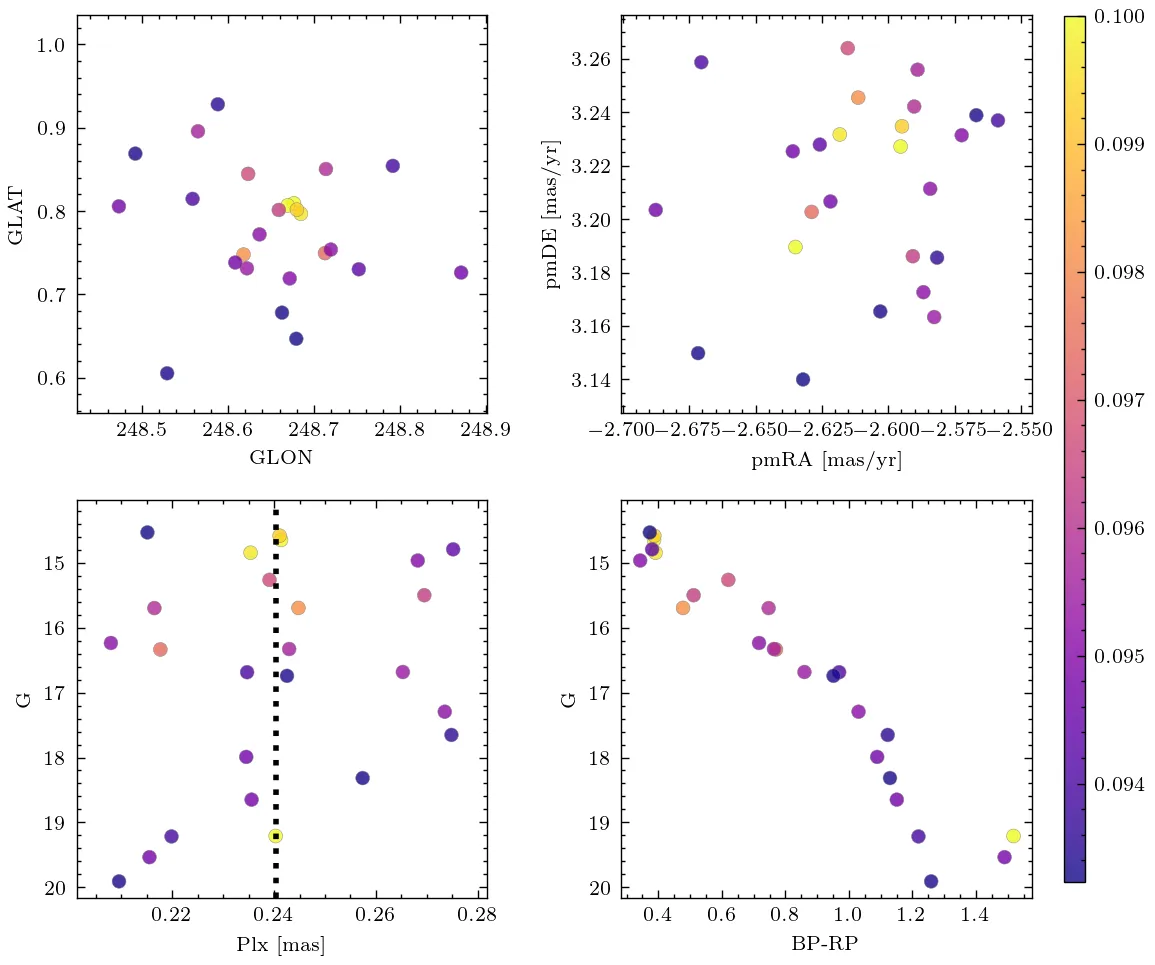 1.0
0.9
0.8
0.7
0.6
GLAT
248.5 248.6 248.7 248.8 248.9
GLON
3.26
3.24
3.22
3.20
3.18
3.16
3.14
pmDE [mas/yr]
−2.700 −2.675 −2.650 −2.625 −2.600 −2.575 −2.550
pmRA [mas/yr]
15
16
17
18
19
20
G
0.22 0.24 0.26 0.28
Plx [mas]
15
16
17
18
19
20
G
0.4 0.6 0.8 1.0 1.2 1.4
BP-RP
0.100
0.099
0.098
0.097
0.096
0.095
0.094